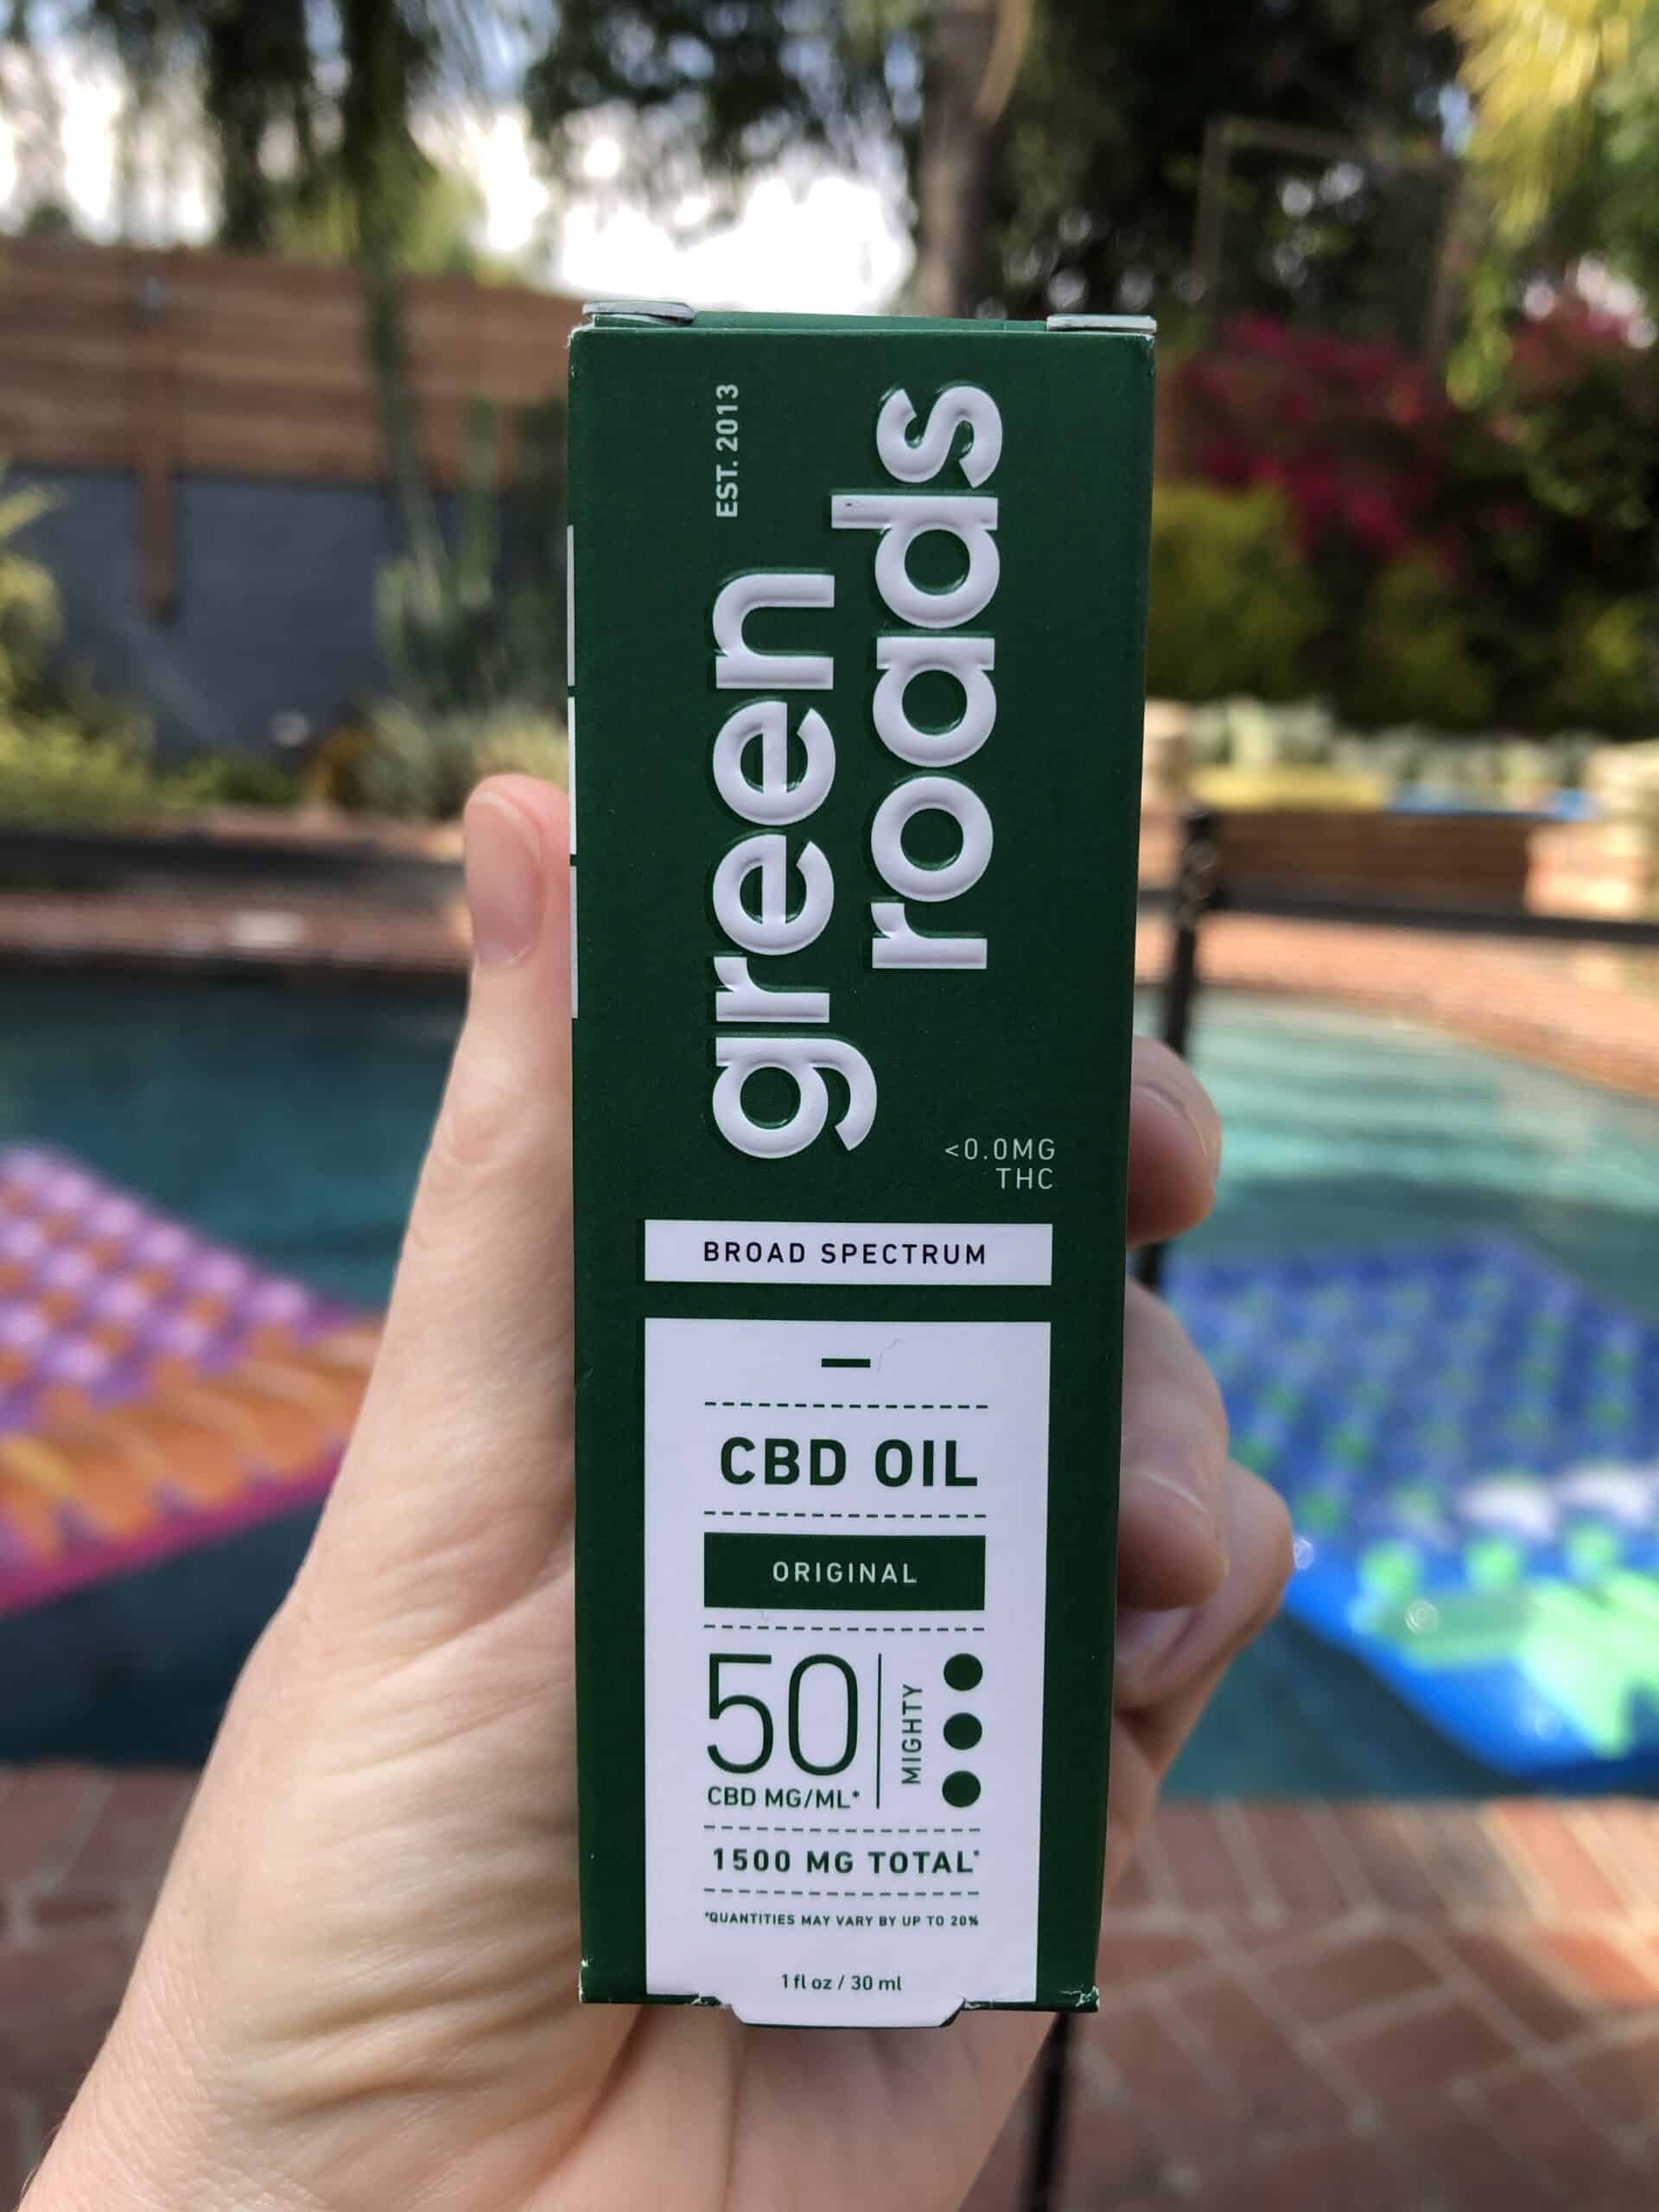 green
roads
EST. 2013
<0.0MG
THC
BROAD SPECTRUM
CBD OIL
ORIGINAL
50
CBD MG/ML*
MIGHTY
1500 MG TOTAL*
*QUANTITIES MAY VARY BY UP TO 20%
1 fl oz / 30 ml